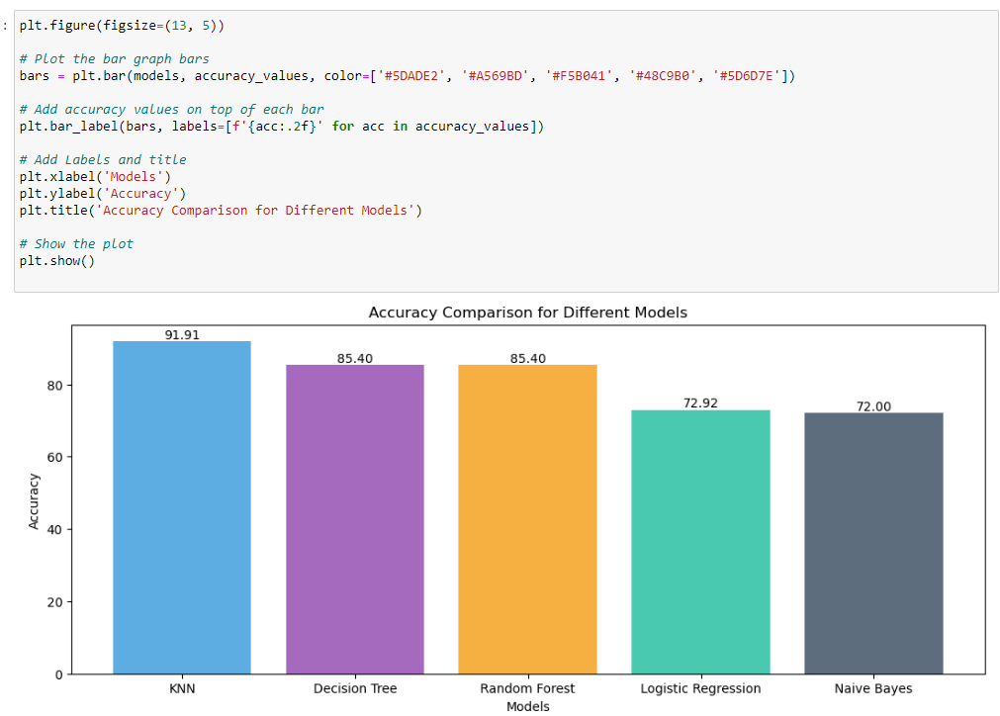 :
plt.figure(figsize=(13, 5))
# Plot the bar graph bars
bars = plt.bar(models, accuracy_values, color=['#5DADE2', '#A569BD', '#F5B041', '#48C9B0', '#5D6D7E'])
# Add accuracy values on top of each bar
plt.bar_label(bars, labels=[f'{acc:.2f}' for acc in accuracy_values])
# Add Labels and title
plt.xlabel('Models')
plt.ylabel('Accuracy')
plt.title('Accuracy Comparison for Different Models')
# Show the plot
plt.show()
Accuracy Comparison for Different Models
91.91
85.40
85.40
72.92
72.00
80
60
40
20
0
Accuracy
KNN
Decision Tree
Random Forest
Logistic Regression
Naive Bayes
Models